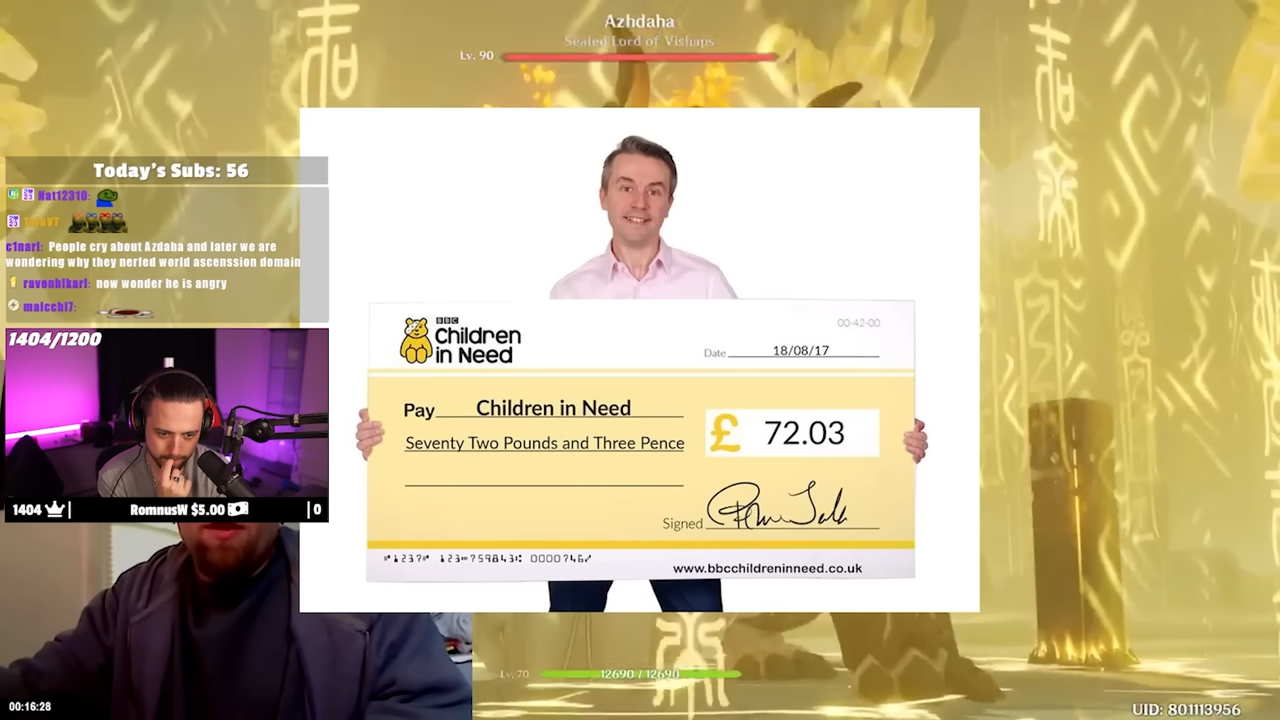 Azhdaha
Sealed Lord of Vishaps
Lv. 90
Today's Subs: 56
Nat12310:
c1narl: People cry about Azdaha and later we are
wondering why they nerfed world ascenssion domain
ravenhikari: now wonder he is angry
malcchi7:
1404/1200
1404
RomnusW $5.00
0
BBC
Children
in Need
00-42-00
Date 18/08/17
Pay Children in Need
£ 72.03
Seventy Two Pounds and Three Pence
Signed
www.bbcchildreninneed.co.uk
Lv. 70
12690 / 12690
00:16:28
UID: 801113956